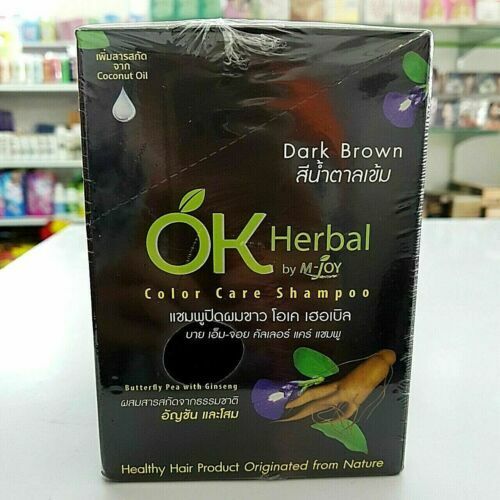 เพิ่มสารสกัด
จาก
Coconut Oil
Dark Brown
สีน้ำตาลเข้ม
OK Herbal
by M-JOY
Color Care Shampoo
แชมพูปิดผมขาว โอเค เฮอเบิล
บาย เอ็ม-จอย คัลเลอร์ แคร์ แชมพู
Butterfly Pea with Ginseng
ผสมสารสกัดจากธรรมชาติ
อัญชัน และโสม
Healthy Hair Product Originated from Nature